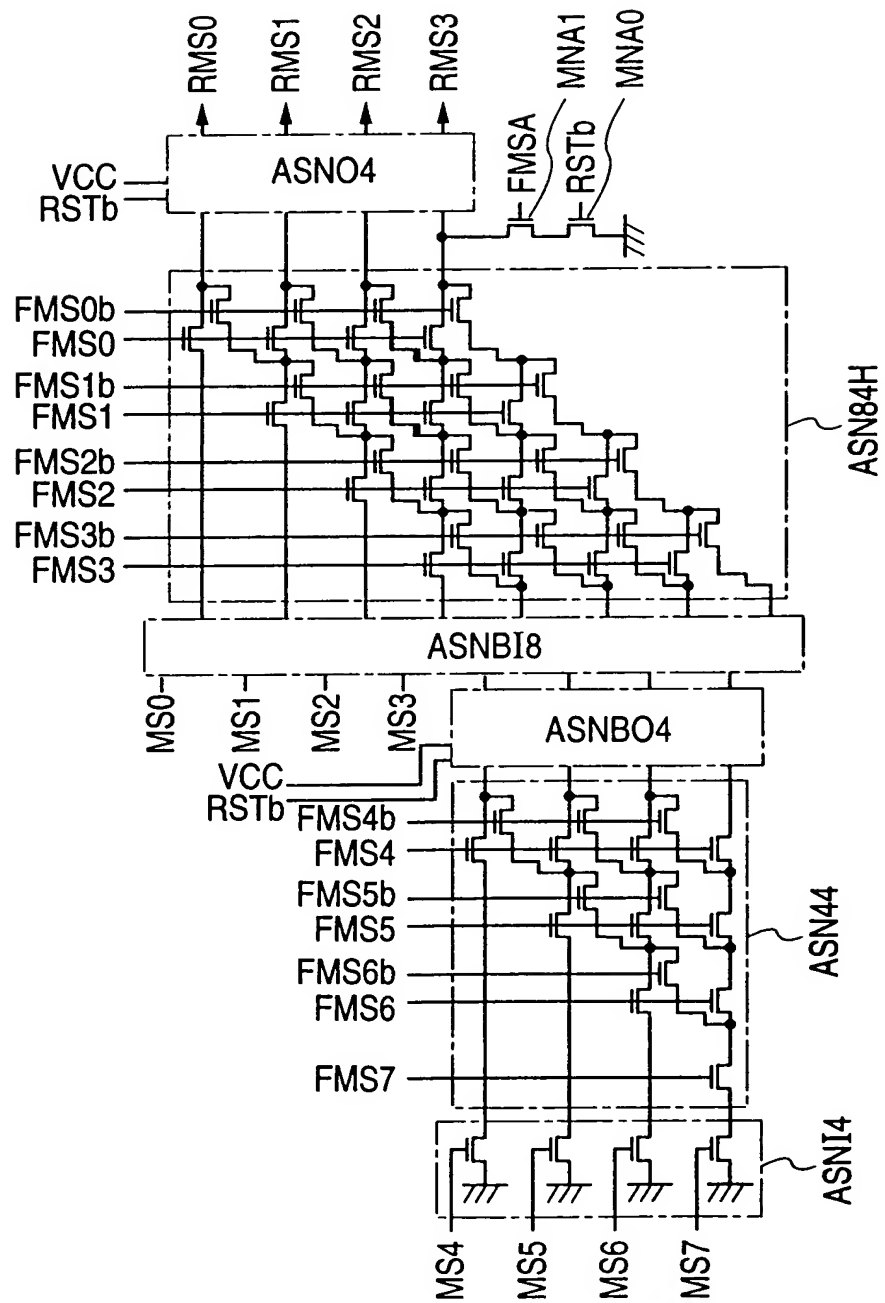 RMS0
RMS1
RMS2
RMS3
MNA1
MNA0
FMSA
RSTb
VCC
RSTb
ASNO4
FMS0b
FMS0
FMS1b
FMS1
FMS2b
FMS2
FMS3b
FMS3
ASN84H
ASNBI8
MS0
MS1
MS2
MS3
ASNBO4
VCC
RSTb
FMS4b
FMS4
FMS5b
FMS5
FMS6b
FMS6
FMS7
ASN44
ASNI4
MS4
MS5
MS6
MS7